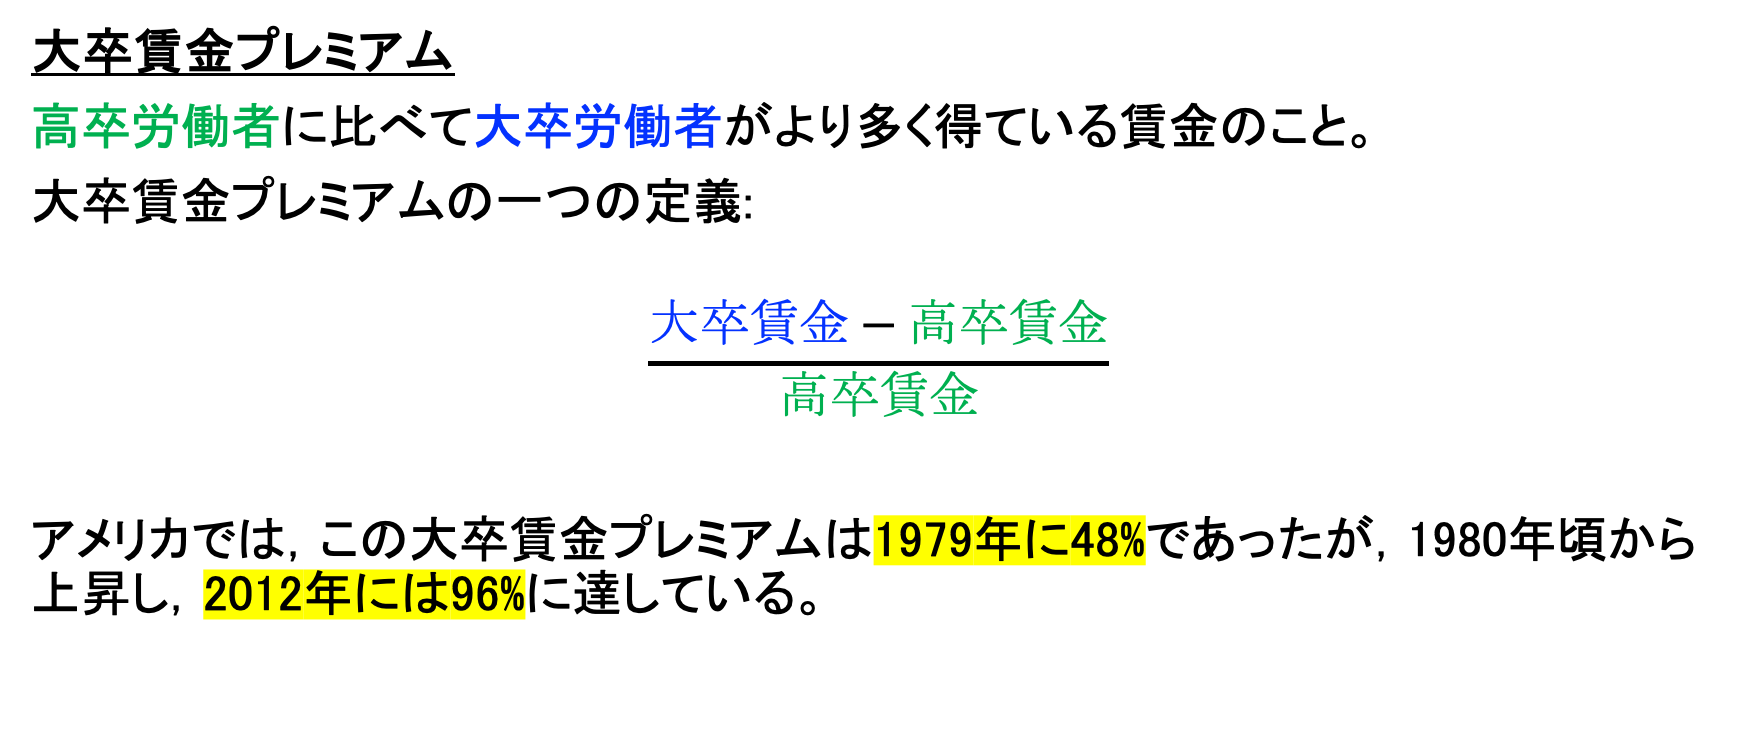 大卒賃金プレミアム
高卒労働者に比べて大卒労働者がより多く得ている賃金のこと。
大卒賃金プレミアムの一つの定義:
大卒賃金 − 高卒賃金
高卒賃金
アメリカでは, この大卒賃金プレミアムは1979年に48%であったが, 1980年頃から
上昇し, 2012年には96%に達している。